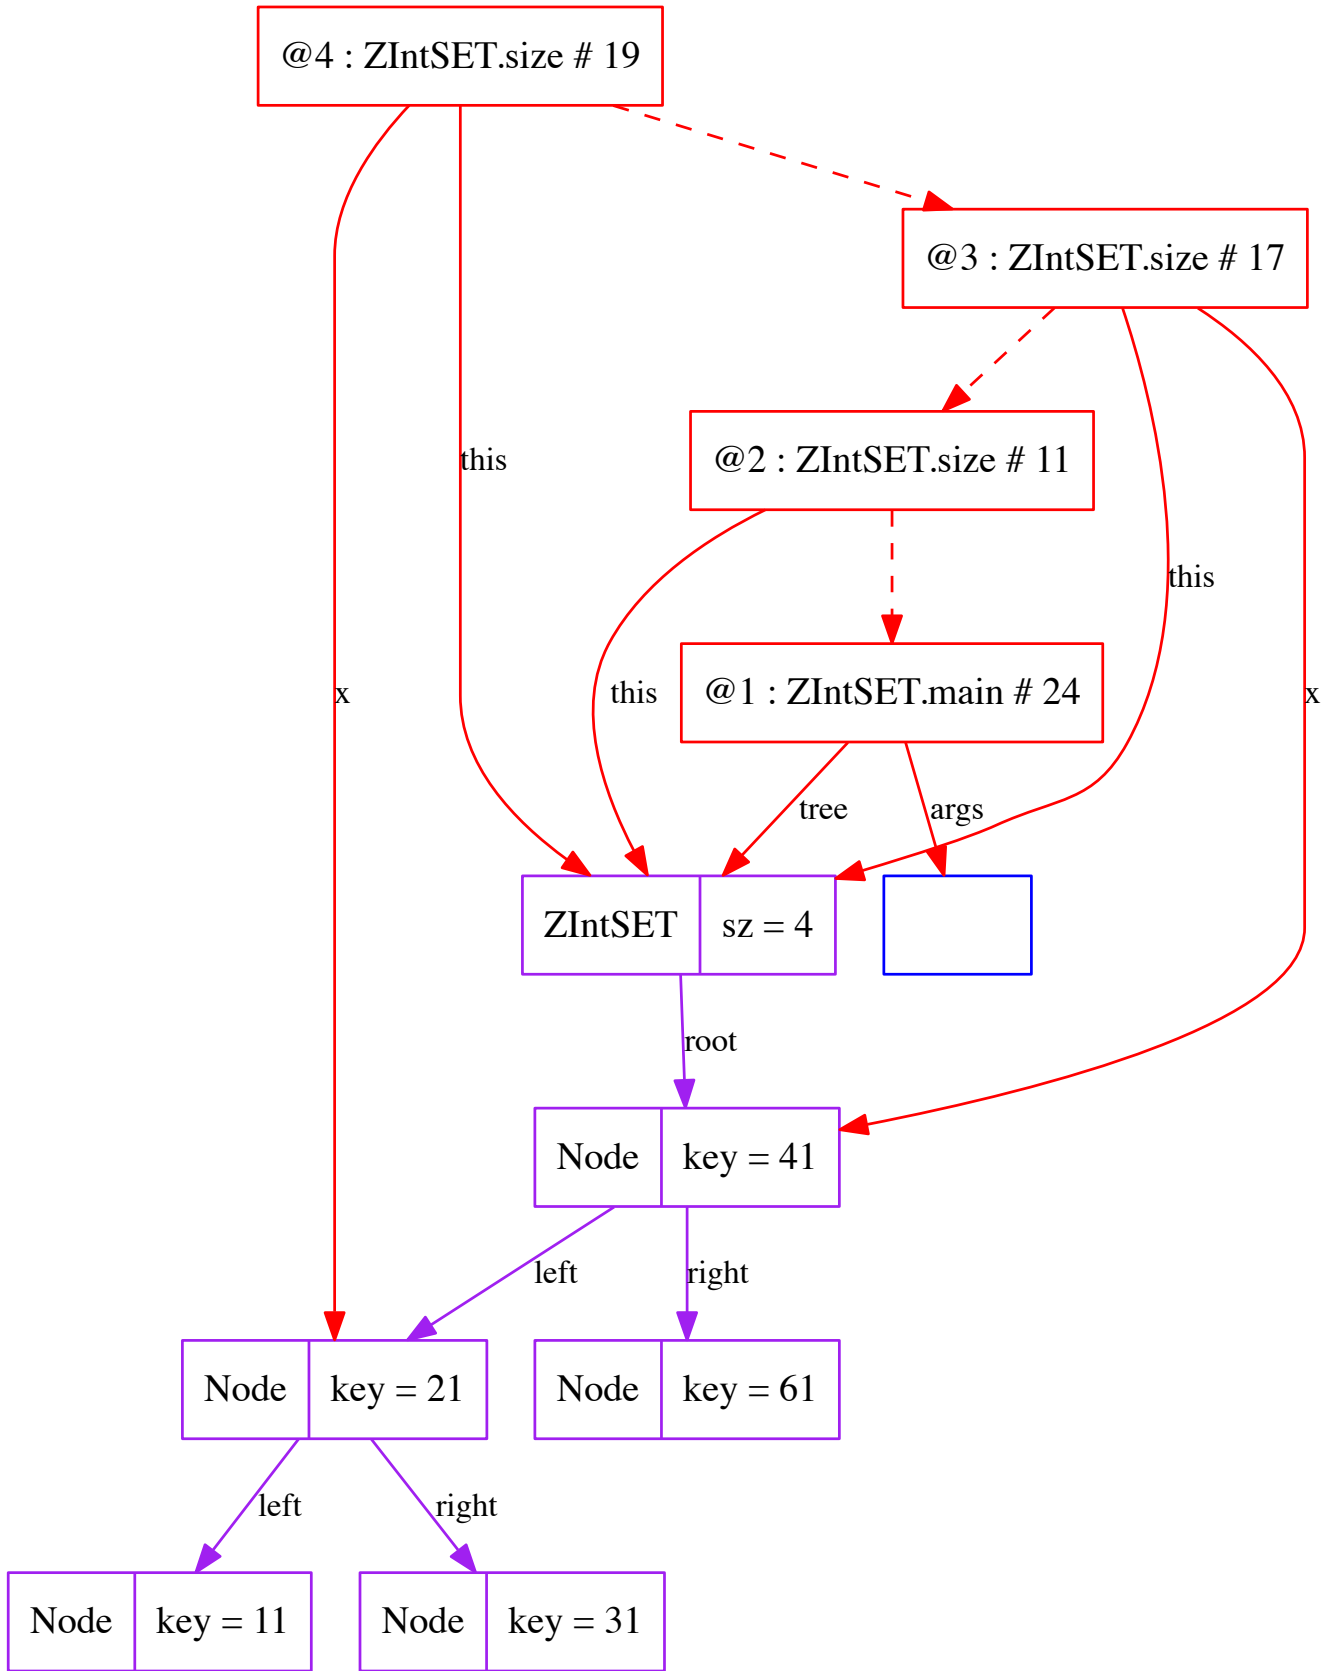 @4 : ZIntSET.size # 19
@3 : ZIntSET.size # 17
@2 : ZIntSET.size # 11
this
this
x
this
@1 : ZIntSET.main # 24
x
tree
args
ZIntSET
sz = 4
root
Node
key = 41
left
right
Node
key = 21
Node
key = 61
left
right
Node
key = 11
Node
key = 31